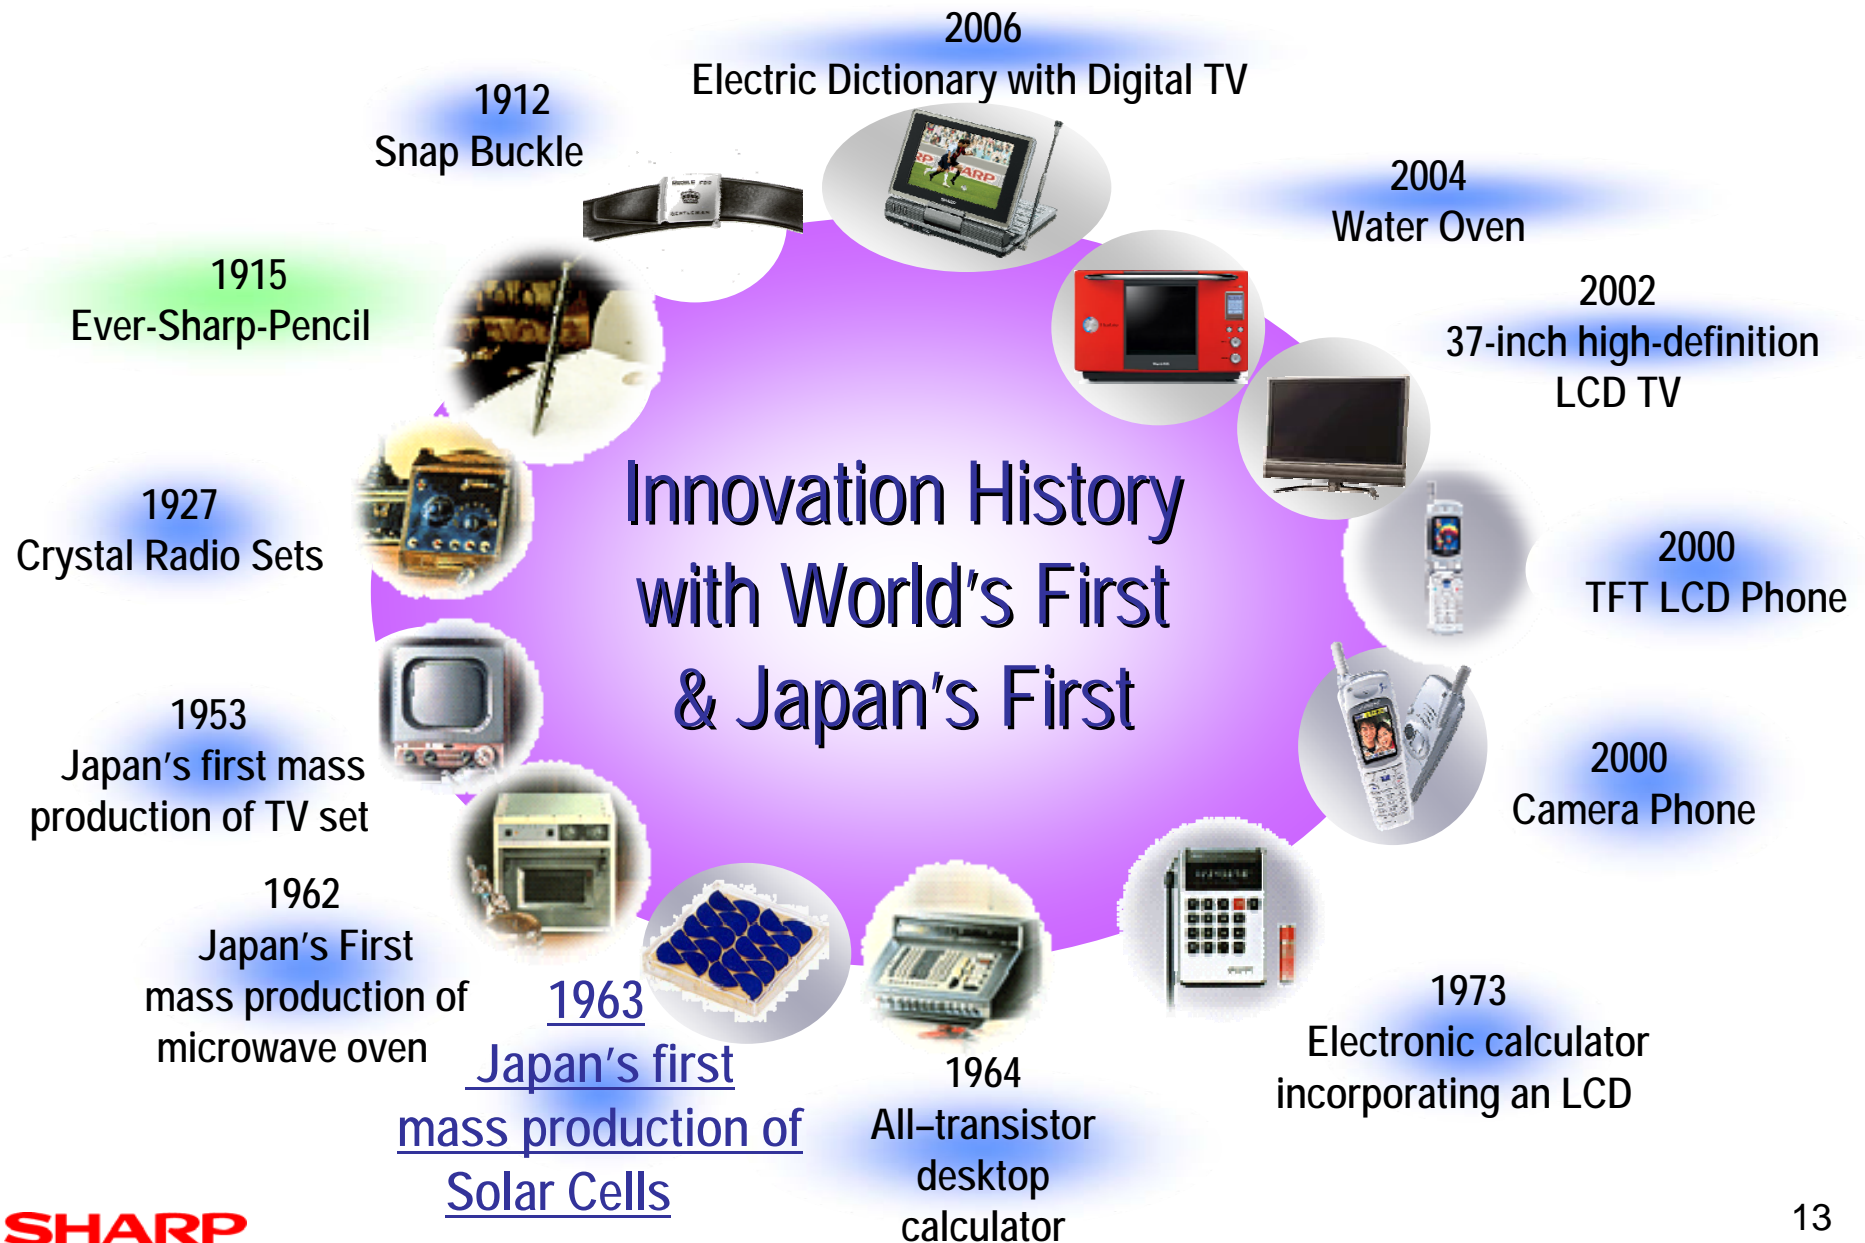 2006
Electric Dictionary with Digital TV
1912
Snap Buckle
2004
Water Oven
1915
Ever-Sharp-Pencil
2002
37-inch high-definition
LCD TV
1927
Crystal Radio Sets
Innovation History
with World's First
& Japan's First
2000
TFT LCD Phone
1953
Japan's first mass
production of TV set
2000
Camera Phone
1962
Japan's First
mass production of
microwave oven
1963
Japan's first
mass production of
Solar Cells
1964
All–transistor
desktop
calculator
1973
Electronic calculator
incorporating an LCD
SHARP
13